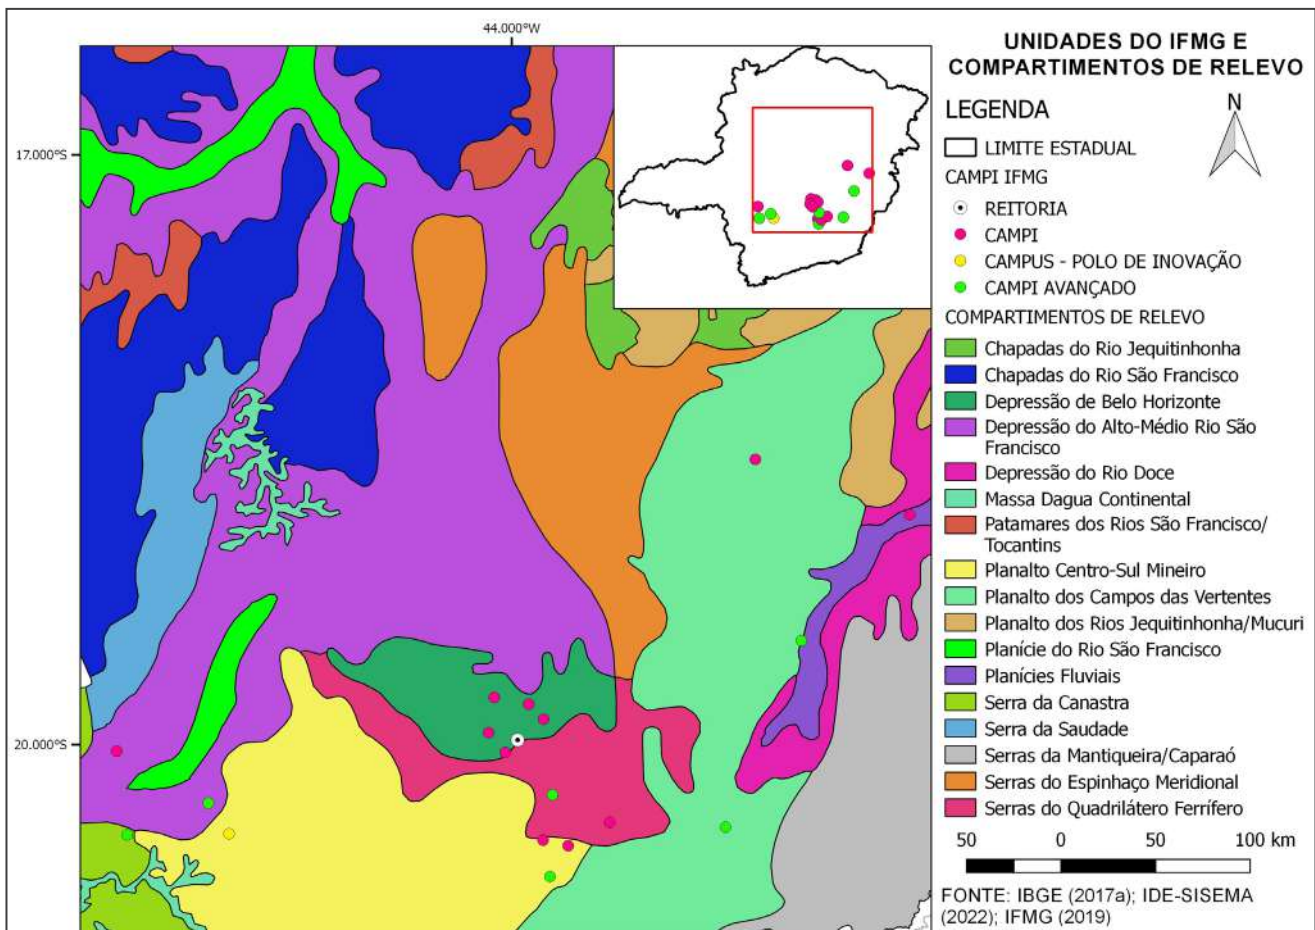 44.000°W
17.000°S
20.000°S
UNIDADES DO IFMG E
COMPARTIMENTOS DE RELEVO
LEGENDA
N
LIMITE ESTADUAL
CAMPI IFMG
REITORIA
CAMPI
CAMPUS - POLO DE INOVAÇÃO
CAMPI AVANÇADO
COMPARTIMENTOS DE RELEVO
Chapadas do Rio Jequitinhonha
Chapadas do Rio São Francisco
Depressão de Belo Horizonte
Depressão do Alto-Médio Rio São
Francisco
Depressão do Rio Doce
Massa Dagua Continental
Patamares dos Rios São Francisco/
Tocantins
Planalto Centro-Sul Mineiro
Planalto dos Campos das Vertentes
Planalto dos Rios Jequitinhonha/Mucuri
Planície do Rio São Francisco
Planícies Fluviais
Serra da Canastra
Serra da Saudade
Serras da Mantiqueira/Caparaó
Serras do Espinhaço Meridional
Serras do Quadrilátero Ferrífero
50 0 50 100 km
FONTE: IBGE (2017a); IDE-SISEMA
(2022); IFMG (2019)